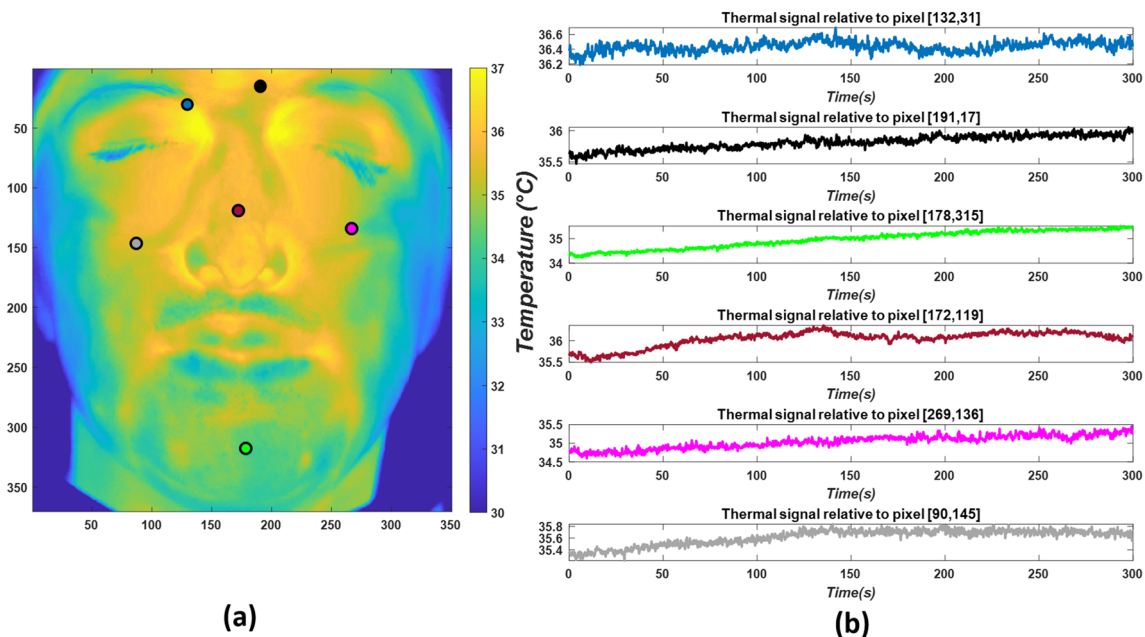 (b)
Thermal signal relative to pixel [132,31]
36.6
36.4
36.2
0 50 100 150 200 250 300
Time(s)
Thermal signal relative to pixel [191,17]
36
35.5
0 50 100 150 200 250 300
Time(s)
Thermal signal relative to pixel [178,315]
35
34
0 50 100 150 200 250 300
Time(s)
Thermal signal relative to pixel [172,119]
36
35.5
0 50 100 150 200 250 300
Time(s)
Thermal signal relative to pixel [269,136]
35.5
35
34.5
0 50 100 150 200 250 300
Time(s)
Thermal signal relative to pixel [90,145]
35.8
35.6
35.4
0 50 100 150 200 250 300
Time(s)
Temperature (°C)
37
36
35
34
33
32
31
30
50
100
150
200
250
300
350
50 100 150 200 250 300 350
(a)